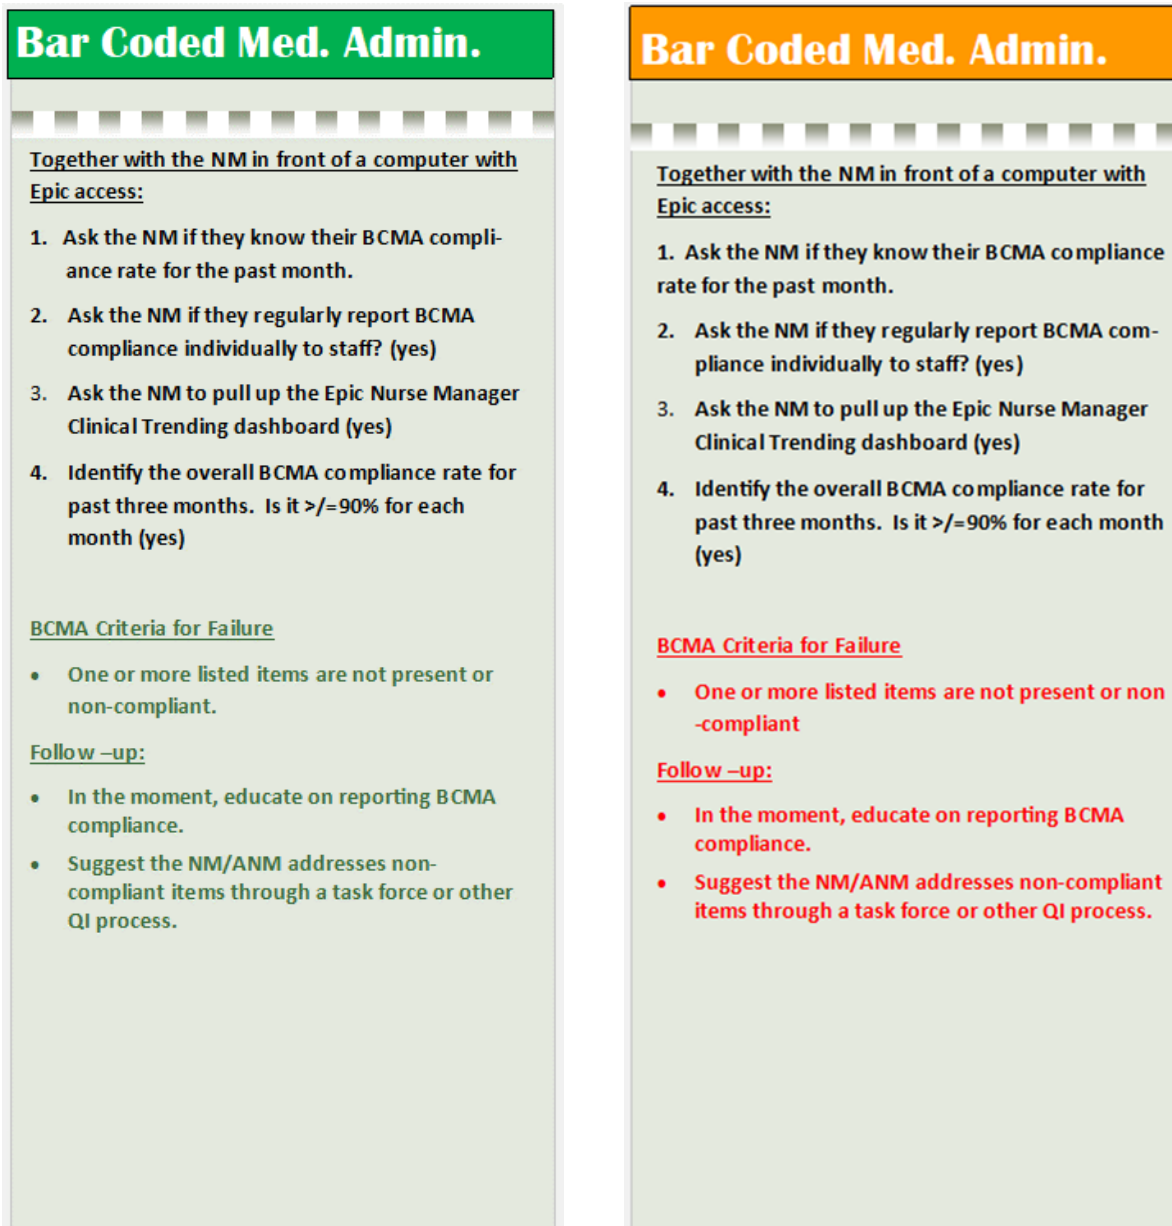 Bar Coded Med. Admin.
Together with the NM in front of a computer with
Epic access:
1. Ask the NM if they know their BCMA compli-
ance rate for the past month.
2. Ask the NM if they regularly report BCMA
compliance individually to staff? (yes)
3. Ask the NM to pull up the Epic Nurse Manager
Clinical Trending dashboard (yes)
4. Identify the overall BCMA compliance rate for
past three months. Is it >/=90% for each
month (yes)
BCMA Criteria for Failure
• One or more listed items are not present or
non-compliant.
Follow –up:
• In the moment, educate on reporting BCMA
compliance.
• Suggest the NM/ANM addresses non-
compliant items through a task force or other
QI process.
Bar Coded Med. Admin.
Together with the NM in front of a computer with
Epic access:
1. Ask the NM if they know their BCMA compliance
rate for the past month.
2. Ask the NM if they regularly report BCMA com-
pliance individually to staff? (yes)
3. Ask the NM to pull up the Epic Nurse Manager
Clinical Trending dashboard (yes)
4. Identify the overall BCMA compliance rate for
past three months. Is it >/=90% for each month
(yes)
BCMA Criteria for Failure
• One or more listed items are not present or non
-compliant
Follow –up:
• In the moment, educate on reporting BCMA
compliance.
• Suggest the NM/ANM addresses non-compliant
items through a task force or other QI process.